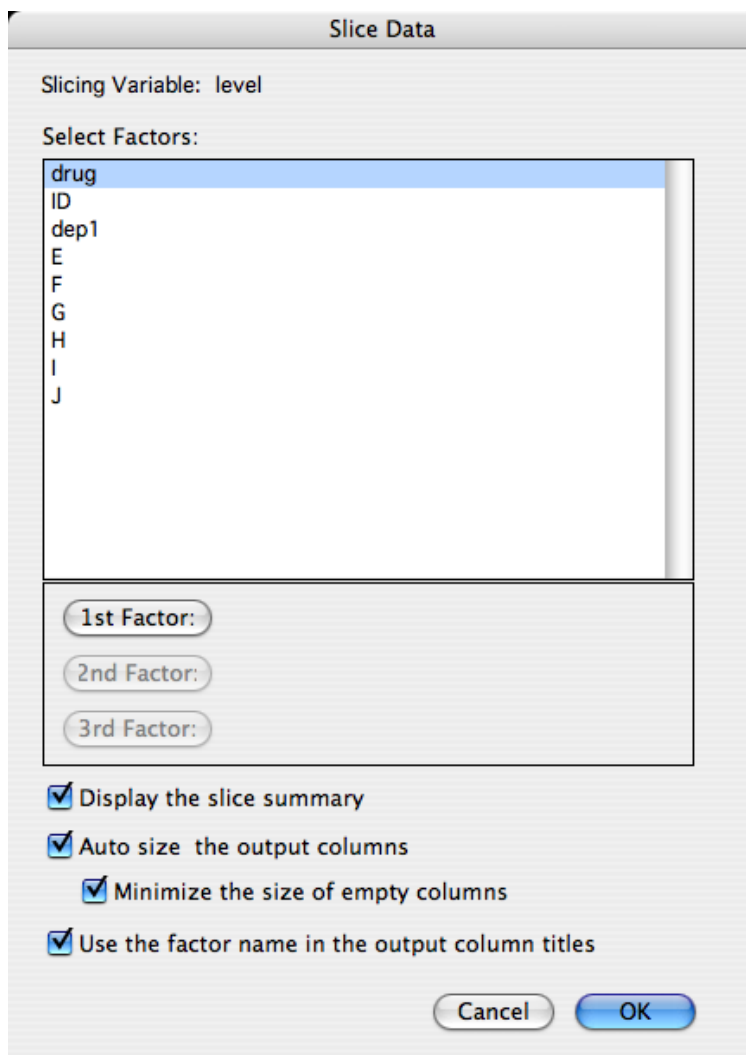 Slice Data
Slicing Variable: level
Select Factors:
drug
ID
dep1
E
F
G
H
I
J
1st Factor:
2nd Factor:
3rd Factor:
Display the slice summary
Auto size the output columns
Minimize the size of empty columns
Use the factor name in the output column titles
Cancel OK